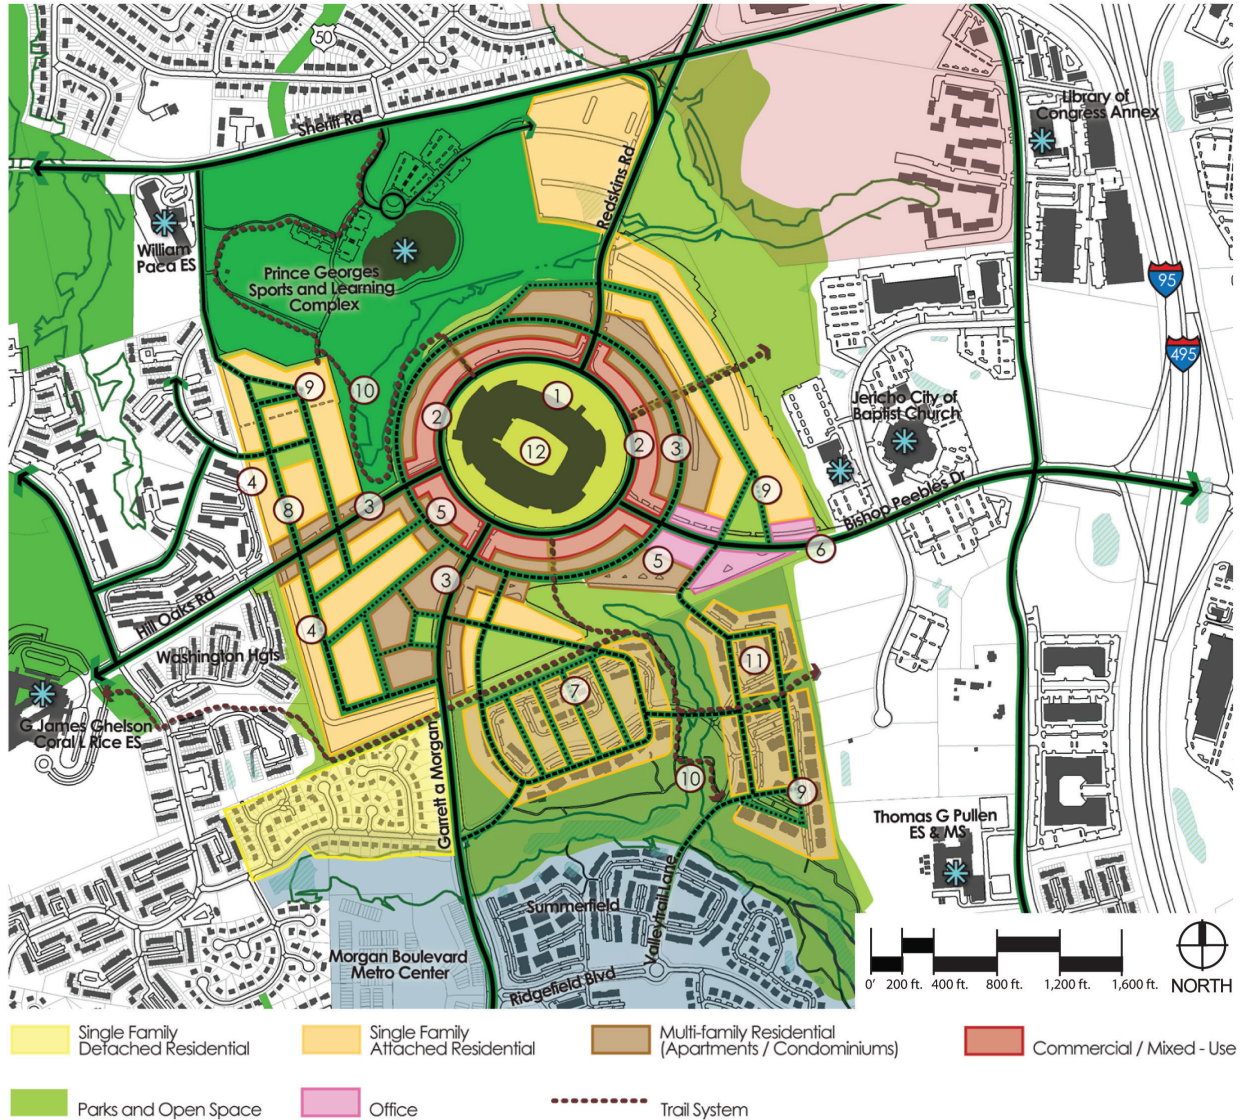 50
Sheriff Rd
Library of
Congress Annex
Redskins Rd
William
Paca ES
Prince Georges
Sports and Learning
Complex
95
495
9
10
1
2
12
2
3
Jericho City of
Baptist Church
4
8
3
5
9
Bishop Peebles Dr
6
5
3
4
Hill Oaks Rd
Washington Hgts
11
7
G James Ghelson
Coral L Rice ES
Garrett a Morgan
10
9
Thomas G Pullen
ES & MS
Valleytrail Lane
Summerfield
Morgan Boulevard
Metro Center
Ridgefield Blvd
0' 200 ft. 400 ft. 800 ft. 1,200 ft. 1,600 ft.
NORTH
Single Family
Detached Residential
Single Family
Attached Residential
Multi-family Residential
(Apartments / Condominiums)
Commercial / Mixed - Use
Parks and Open Space
Office
Trail System